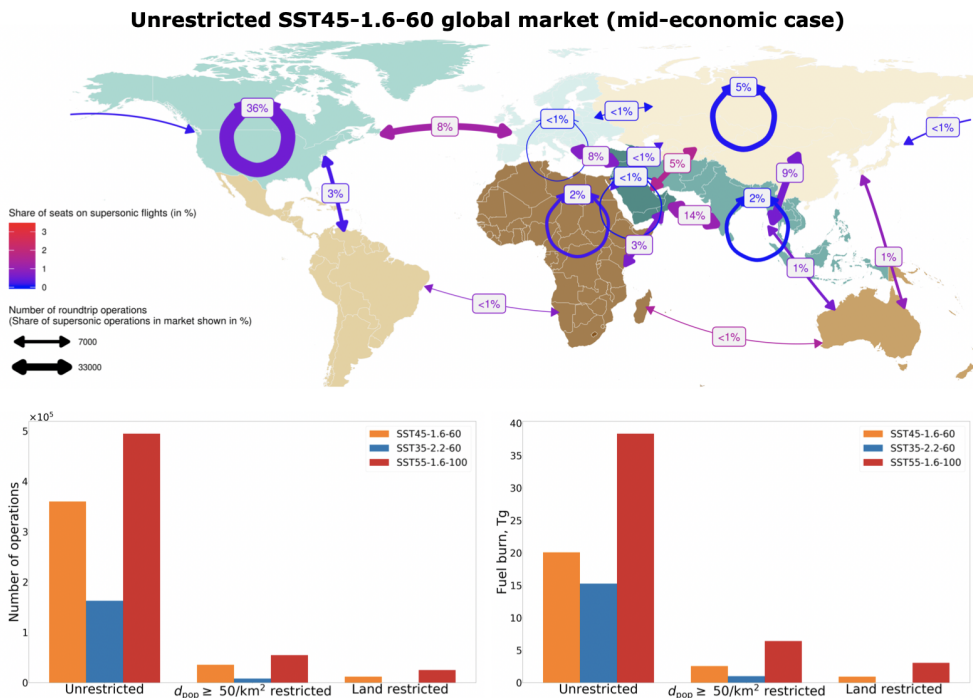 Unrestricted SST45-1.6-60 global market (mid-economic case)
36%
8%
3%
<1%
<1%
5%
<1%
8%
<1%
5%
<1%
9%
2%
2%
14%
3%
1%
1%
<1%
<1%
Share of seats on supersonic flights (in %)
3
2
1
0
Number of roundtrip operations
(Share of supersonic operations in market shown in %)
7000
33000
×10⁵
Number of operations
5
4
3
2
1
0
SST45-1.6-60
SST35-2.2-60
SST55-1.6-100
Unrestricted
dpop ≥ 50/km² restricted
Land restricted
Fuel burn, Tg
40
35
30
25
20
15
10
5
0
SST45-1.6-60
SST35-2.2-60
SST55-1.6-100
Unrestricted
dpop ≥ 50/km² restricted
Land restricted